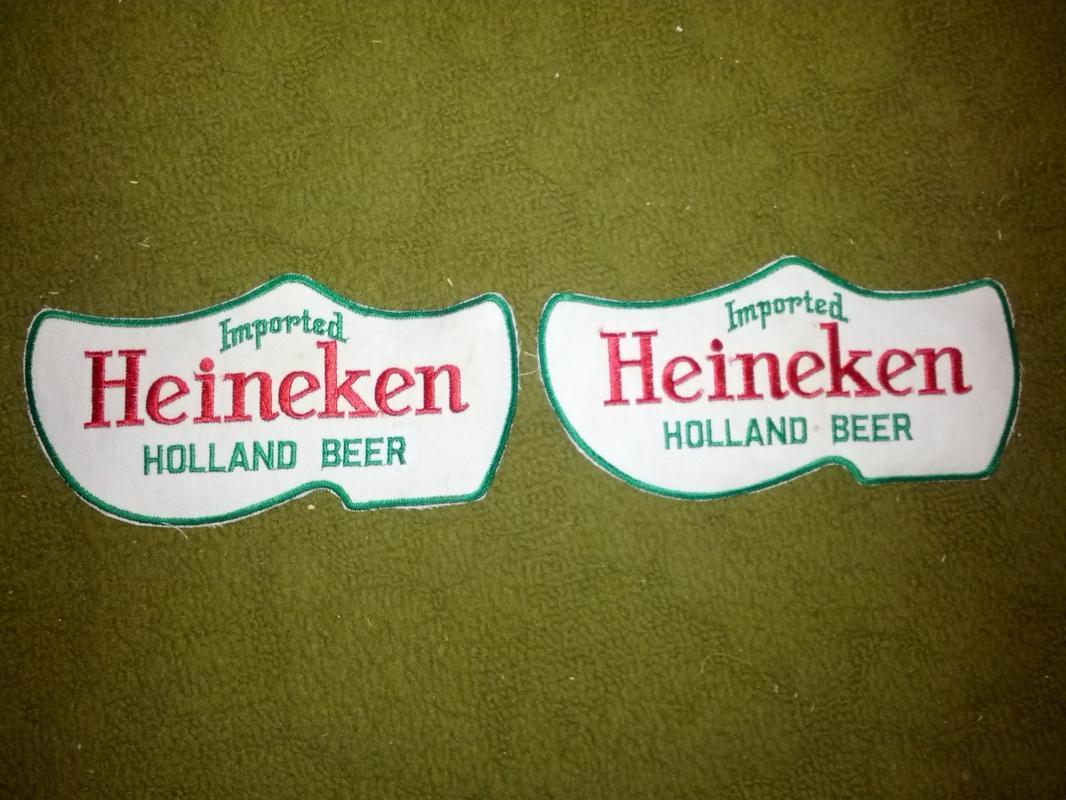 Imported
Heineken
HOLLAND BEER
Imported
Heineken
HOLLAND BEER